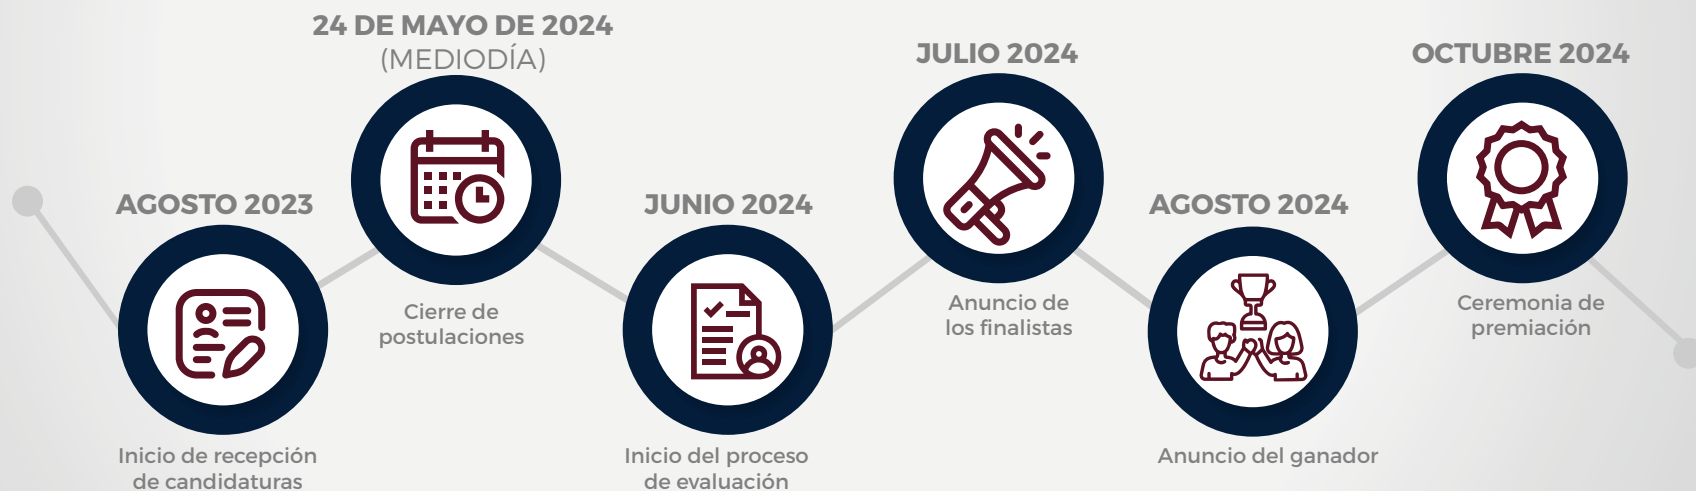 AGOSTO 2023
Inicio de recepción
de candidaturas
24 DE MAYO DE 2024
(MEDIODÍA)
Cierre de
postulaciones
JUNIO 2024
Inicio del proceso
de evaluación
JULIO 2024
Anuncio de
los finalistas
AGOSTO 2024
Anuncio del ganador
OCTUBRE 2024
Ceremonia de
premiación